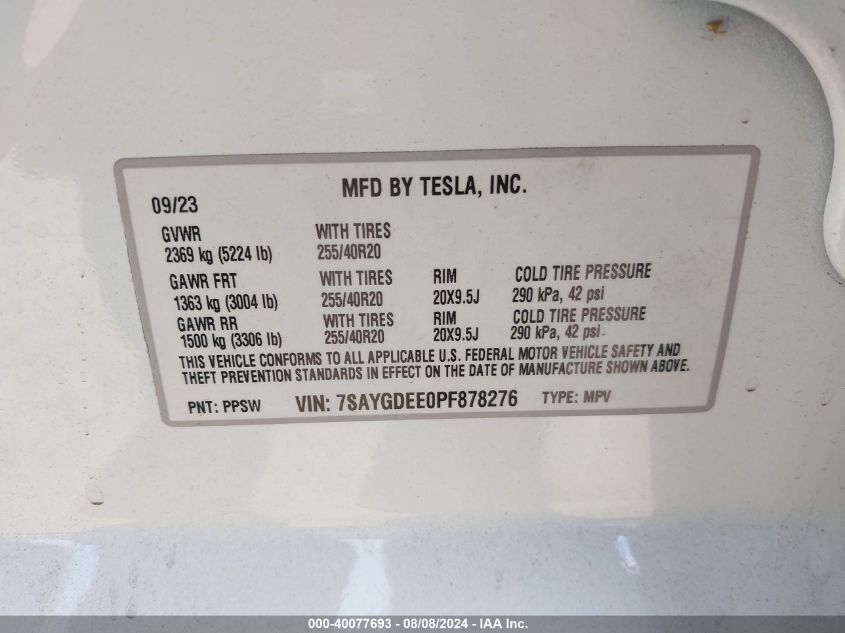 MFD BY TESLA, INC.
09/23
GVWR WITH TIRES
2369 kg (5224 lb) 255/40R20
GAWR FRT WITH TIRES RIM COLD TIRE PRESSURE
1363 kg (3004 lb) 255/40R20 20X9.5J 290 kPa, 42 psi
GAWR RR WITH TIRES RIM COLD TIRE PRESSURE
1500 kg (3306 lb) 255/40R20 20X9.5J 290 kPa, 42 psi
THIS VEHICLE CONFORMS TO ALL APPLICABLE U.S. FEDERAL MOTOR VEHICLE SAFETY AND
THEFT PREVENTION STANDARDS IN EFFECT ON THE DATE OF MANUFACTURE SHOWN ABOVE.
PNT: PPSW VIN: 7SAYGDEE0PF878276 TYPE: MPV
000-40077693 - 08/08/2024 - IAA Inc.